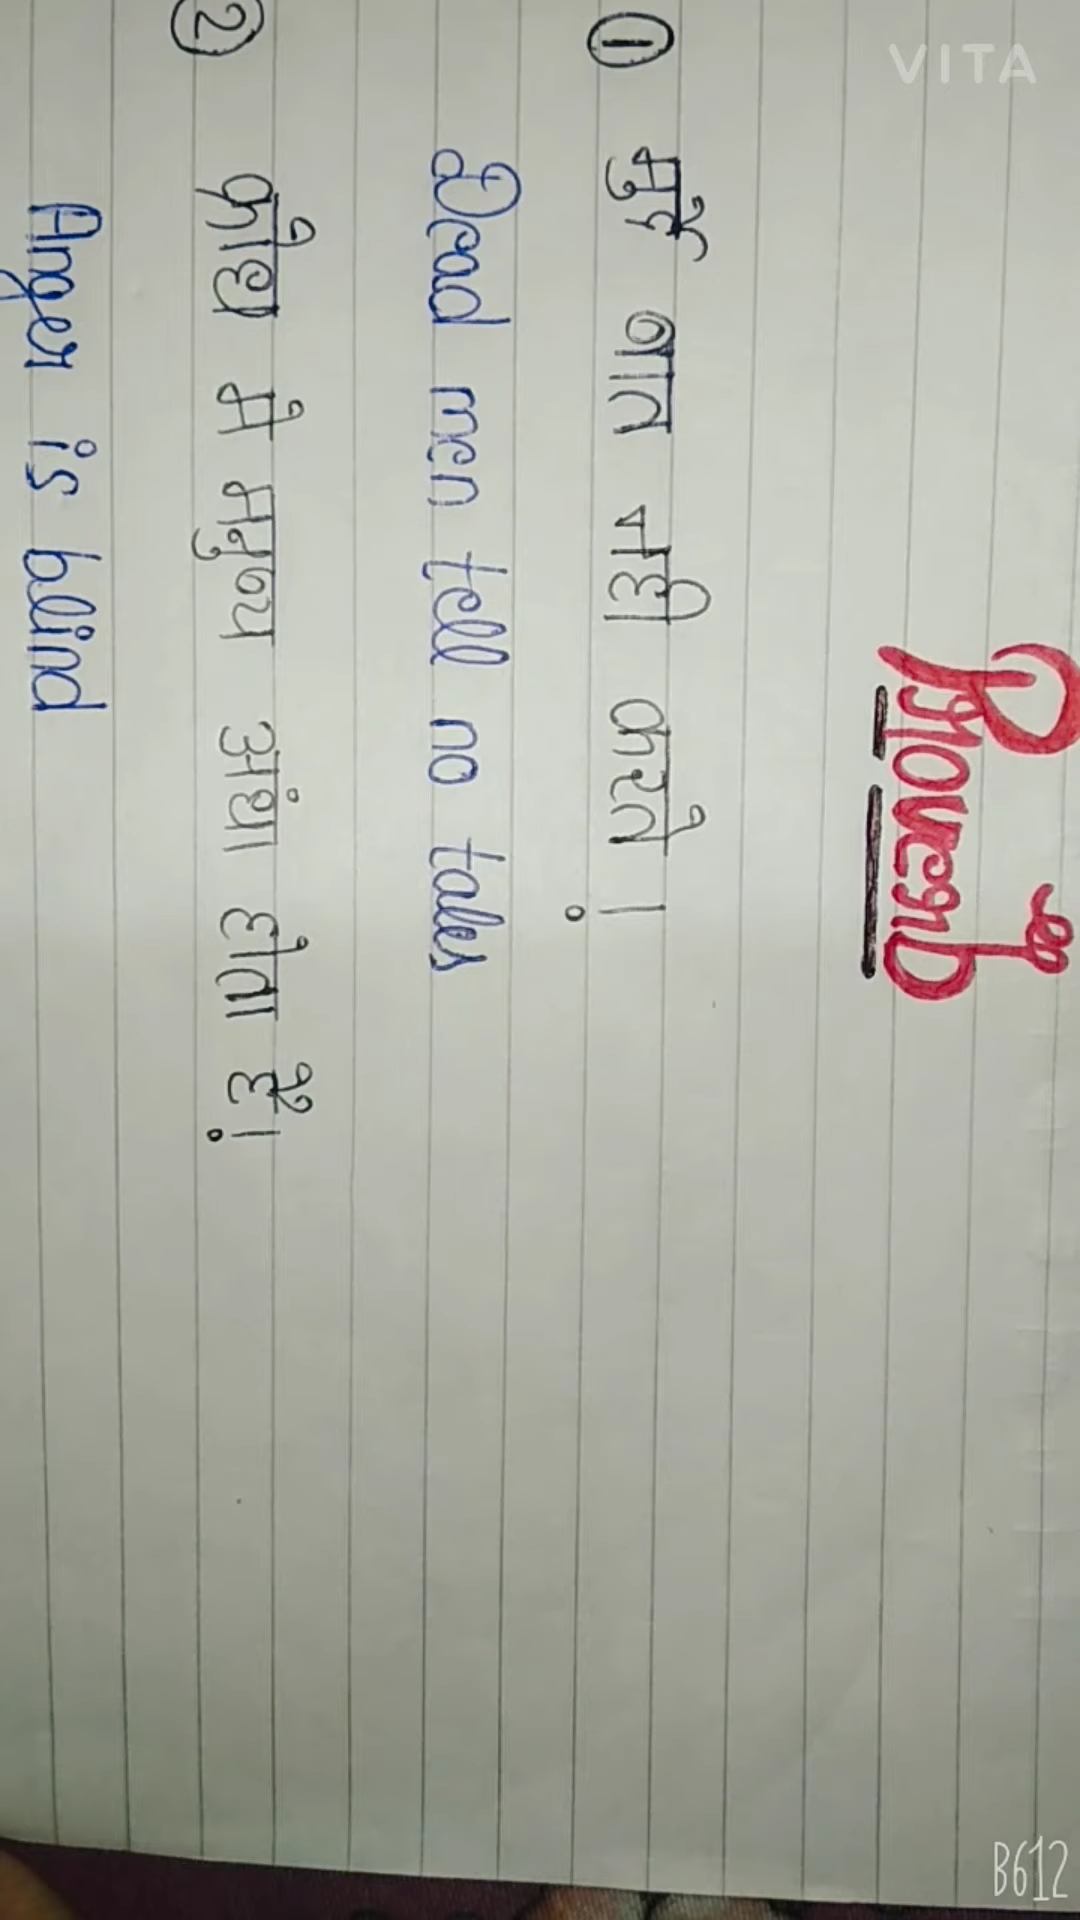 Proverb
① मुर्दे बात नही करते।
Dead men tell no tales
② क्रोध मे मनुष्य अंधा होता है।
Anger is blind
VITA
B612